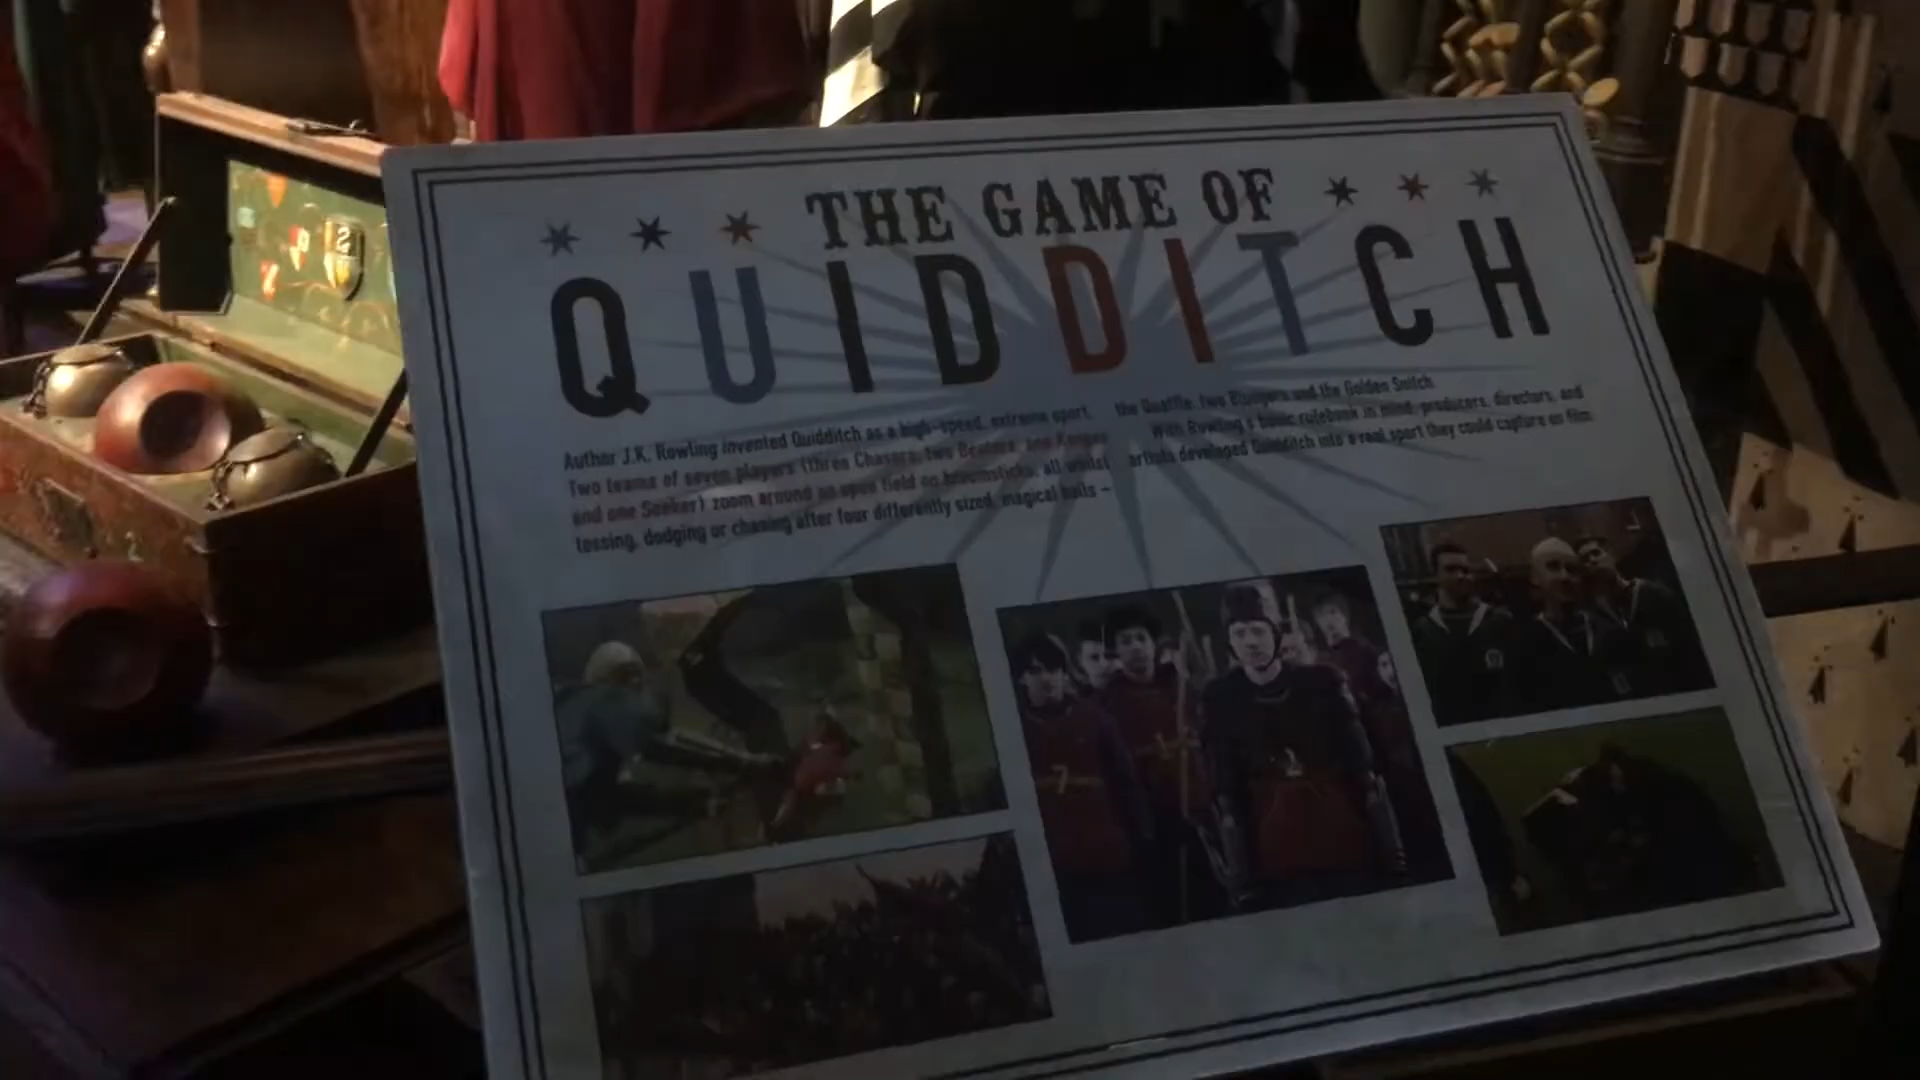 THE GAME OF
QUIDDITCH
Author J.K. Rowling invented Quidditch as a high-speed, extreme sport.
Two teams of seven players (three Chasers, two Beaters, one Keeper
and one Seeker) zoom around an open field on broomsticks, all whilst
tossing, dodging or chasing after four differently sized, magical balls –
the Quaffle, two Bludgers and the Golden Snitch.
With Rowling's basic rulebook in mind, producers, directors, and
artists developed Quidditch into a real sport they could capture on film.
2
7